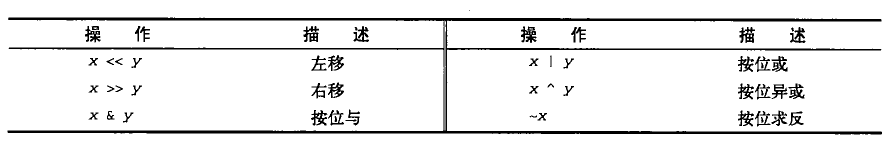 操 作 描 述 操 作 描 述
x << y 左移 x | y 按位或
x >> y 右移 x ^ y 按位异或
x & y 按位与 ~x 按位求反